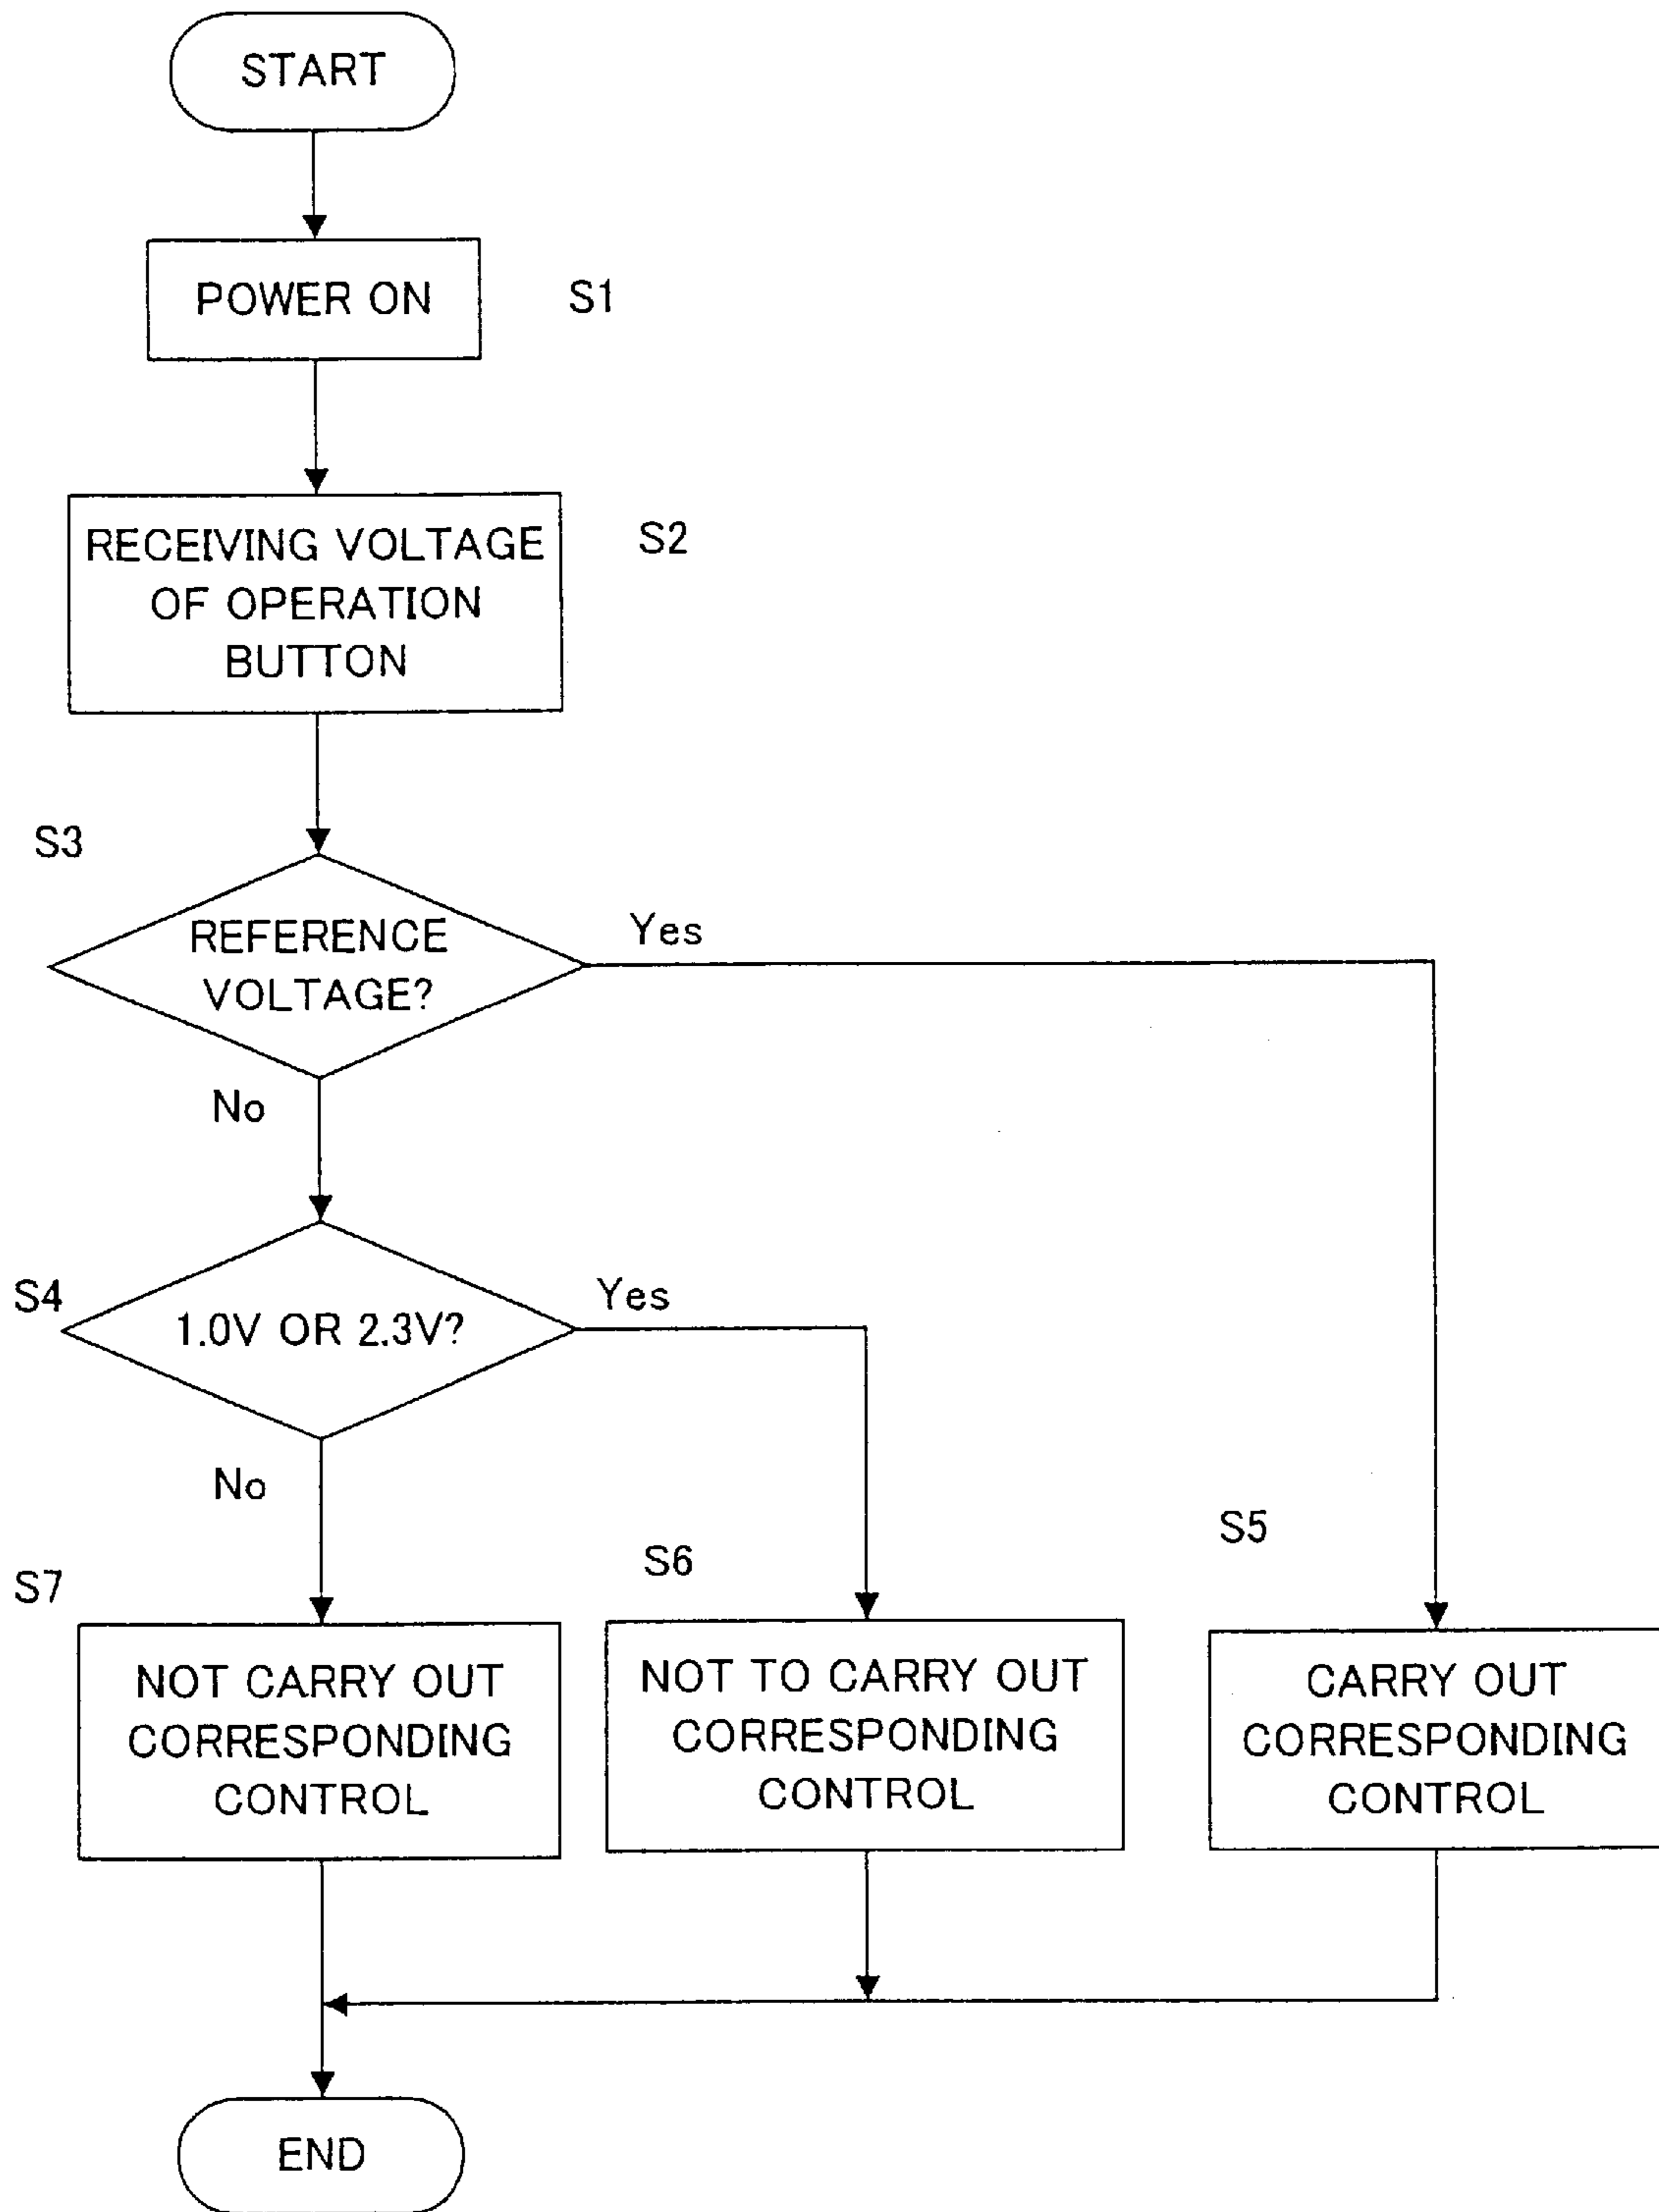 START
POWER ON
S1
RECEIVING VOLTAGE
OF OPERATION
BUTTON
S2
S3
REFERENCE
VOLTAGE?
Yes
No
S4
1.0V OR 2.3V?
Yes
No
S7
NOT CARRY OUT
CORRESPONDING
CONTROL
S6
NOT TO CARRY OUT
CORRESPONDING
CONTROL
S5
CARRY OUT
CORRESPONDING
CONTROL
END